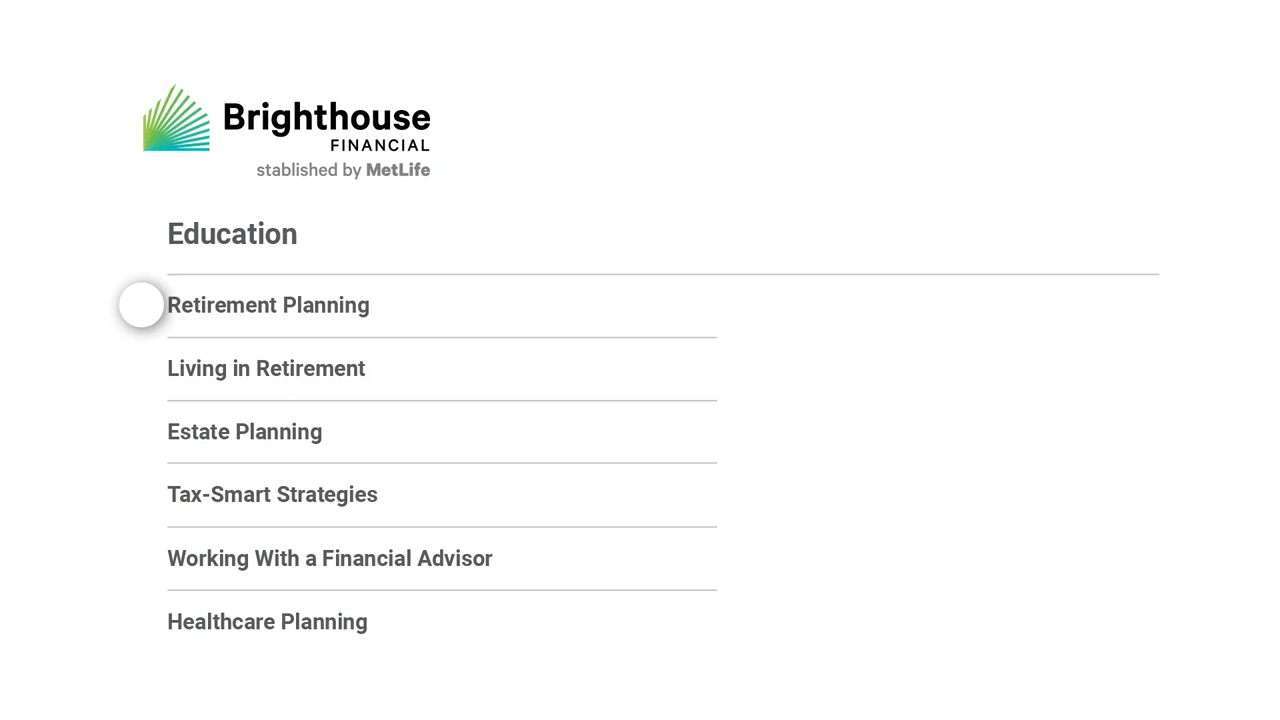 Brighthouse
FINANCIAL
stablished by MetLife
Education
Retirement Planning
Living in Retirement
Estate Planning
Tax-Smart Strategies
Working With a Financial Advisor
Healthcare Planning